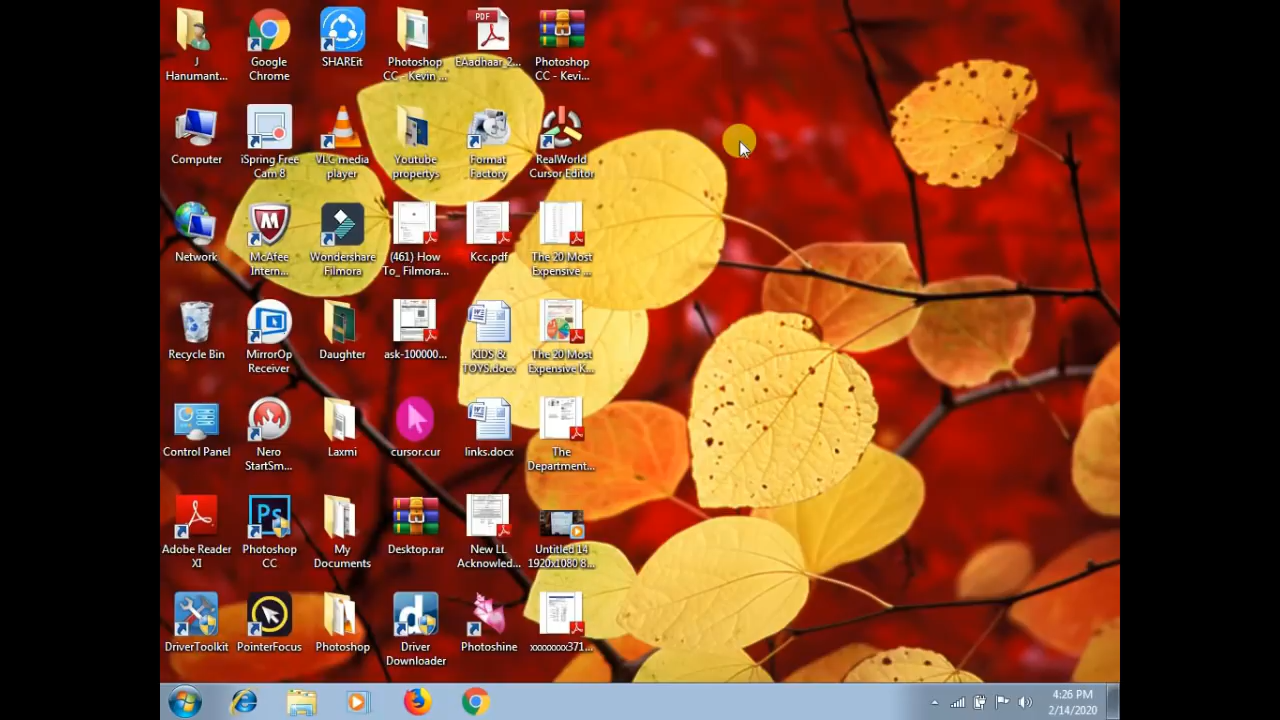 J
Hanumant...
Google
Chrome
SHAREit
Photoshop
CC - Kevin ...
PDF
EAadhaar_2...
Photoshop
CC - Kevi...
Computer
iSpring Free
Cam 8
VLC media
player
Youtube
propertys
Format
Factory
RealWorld
Cursor Editor
Network
McAfee
Intern...
Wondershare
Filmora
(461) How
To_ Filmora...
Kcc.pdf
The 20 Most
Expensive ...
Recycle Bin
MirrorOp
Receiver
Daughter
ask-100000...
KIDS &
TOYS.docx
The 20 Most
Expensive K...
Control Panel
Nero
StartSm...
Laxmi
cursor.cur
links.docx
The
Department...
Adobe Reader
XI
Ps
Photoshop
CC
My
Documents
Desktop.rar
New LL
Acknowled...
Untitled 14
1920x1080 8...
DriverToolkit
PointerFocus
Photoshop
d
Driver
Downloader
Photoshine
xxxxxxxx371...
4:26 PM
2/14/2020